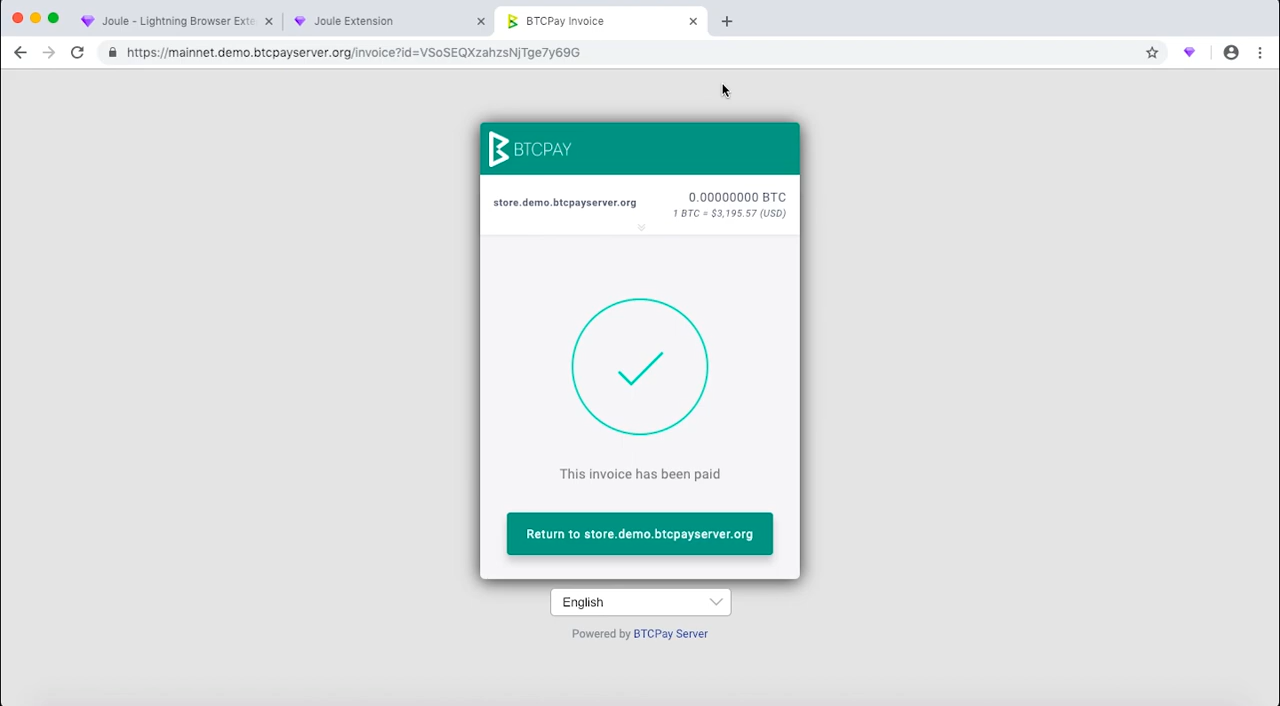 Joule - Lightning Browser Exte
Joule Extension
BTCPay Invoice
https://mainnet.demo.btcpayserver.org/invoice?id=VSoSEQXzahzsNjTge7y69G
BTCPAY
store.demo.btcpayserver.org
0.00000000 BTC
1 BTC = $3,195.57 (USD)
This invoice has been paid
Return to store.demo.btcpayserver.org
English
Powered by BTCPay Server